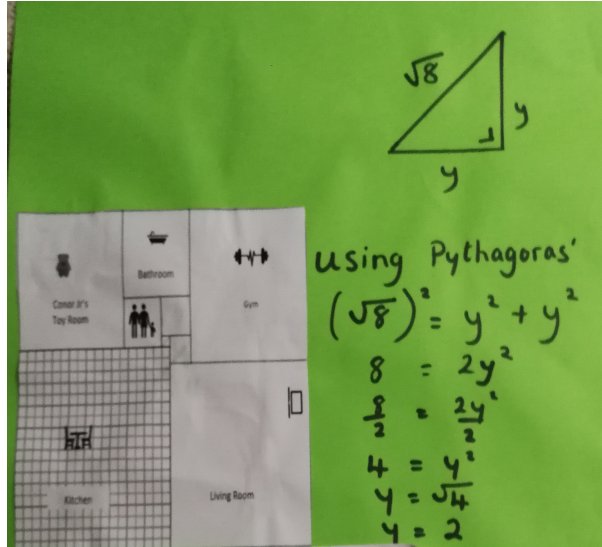 √8
y
y
Bathroom
Conor Jr's
Toy Room
Gym
Kitchen
Living Room
Using Pythagoras'
(√8)² = y² + y²
8 = 2y²
8/2 = 2y²/2
4 = y²
y = √4
y = 2